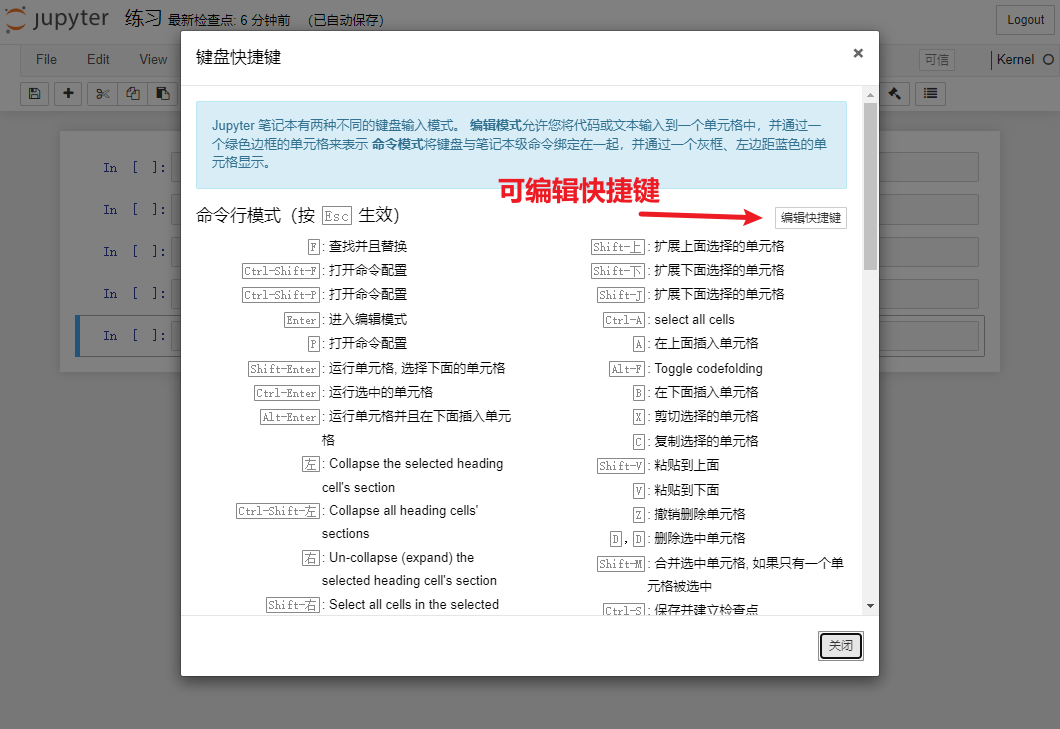 jupyter 练习 最新检查点: 6 分钟前 (已自动保存) Logout
File Edit View 可信 Kernel
键盘快捷键 ×
Jupyter 笔记本有两种不同的键盘输入模式。 编辑模式允许您将代码或文本输入到一个单元格中，并通过一
个绿色边框的单元格来表示 命令模式将键盘与笔记本级命令绑定在一起，并通过一个灰框、左边距蓝色的单
元格显示。
可编辑快捷键
命令行模式（按 Esc 生效） 编辑快捷键
F : 查找并且替换
Ctrl-Shift-F : 打开命令配置
Ctrl-Shift-P : 打开命令配置
Enter : 进入编辑模式
P : 打开命令配置
Shift-Enter : 运行单元格, 选择下面的单元格
Ctrl-Enter : 运行选中的单元格
Alt-Enter : 运行单元格并且在下面插入单元
格
左 : Collapse the selected heading
cell's section
Ctrl-Shift-左 : Collapse all heading cells'
sections
右 : Un-collapse (expand) the
selected heading cell's section
Shift-右 : Select all cells in the selected
Shift-上 : 扩展上面选择的单元格
Shift-下 : 扩展下面选择的单元格
Shift-J : 扩展下面选择的单元格
Ctrl-A : select all cells
A : 在上面插入单元格
Alt-F : Toggle codefolding
B : 在下面插入单元格
X : 剪切选择的单元格
C : 复制选择的单元格
Shift-V : 粘贴到上面
V : 粘贴到下面
Z : 撤销删除单元格
D , D : 删除选中单元格
Shift-M : 合并选中单元格, 如果只有一个单
元格被选中
Ctrl-S : 保存并建立检查点
关闭
In [ ]:
In [ ]:
In [ ]:
In [ ]:
In [ ]: